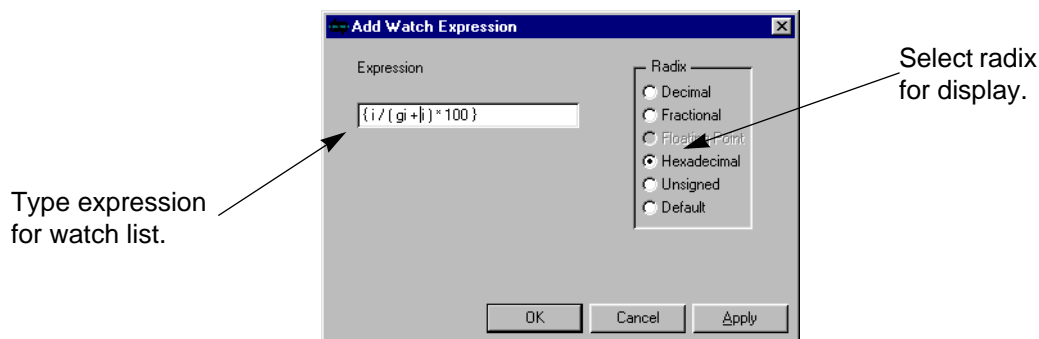 Add Watch Expression
Expression
{ i / ( gi + i ) * 100 }
Radix
Decimal
Fractional
Floating Point
Hexadecimal
Unsigned
Default
OK
Cancel
Apply
Select radix
for display.
Type expression
for watch list.